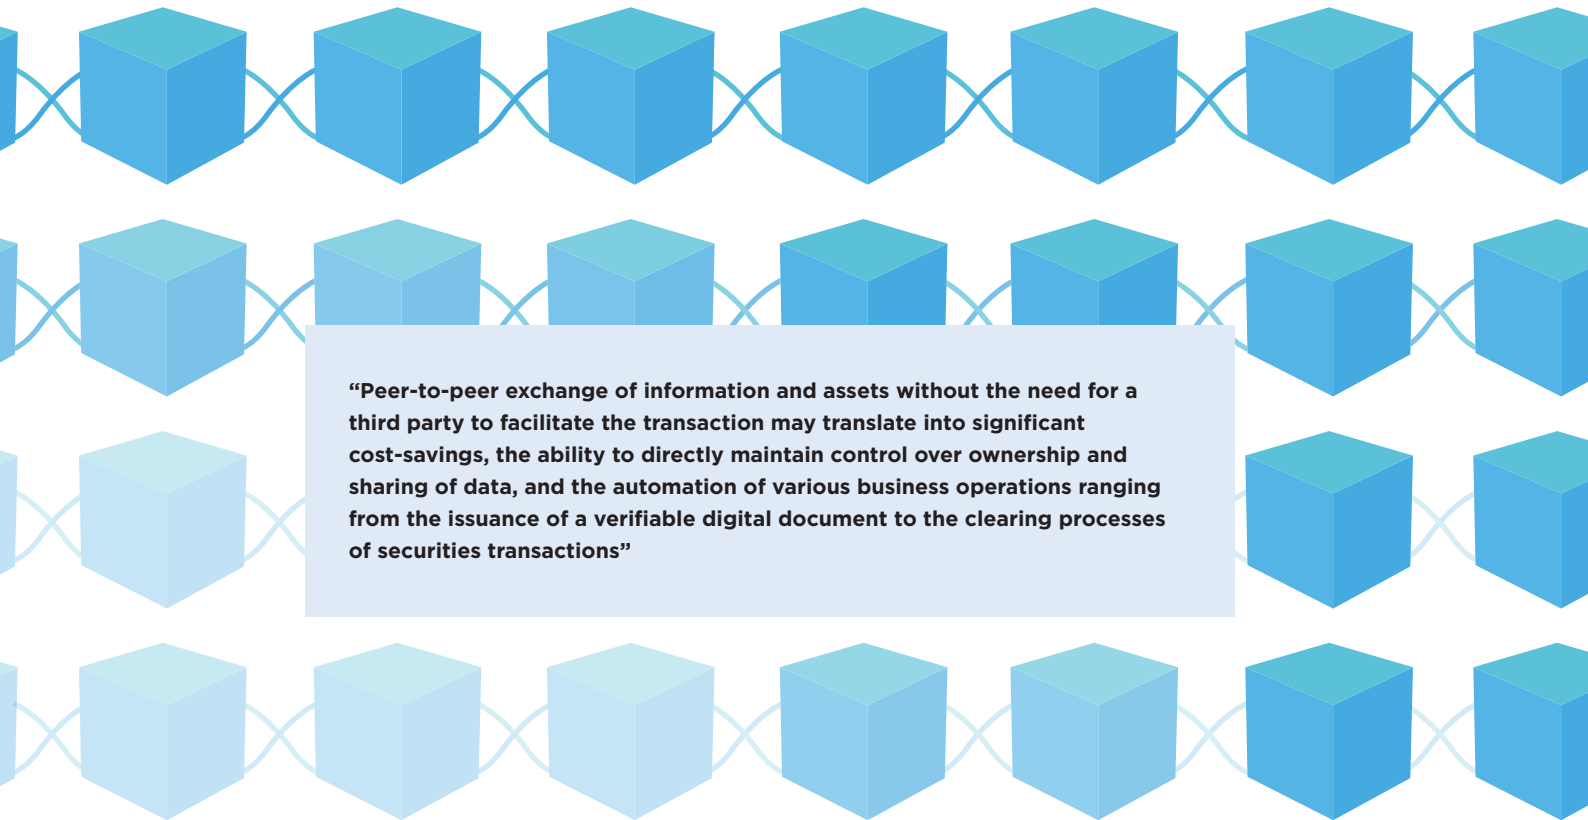 “Peer-to-peer exchange of information and assets without the need for a
third party to facilitate the transaction may translate into significant
cost-savings, the ability to directly maintain control over ownership and
sharing of data, and the automation of various business operations ranging
from the issuance of a verifiable digital document to the clearing processes
of securities transactions”